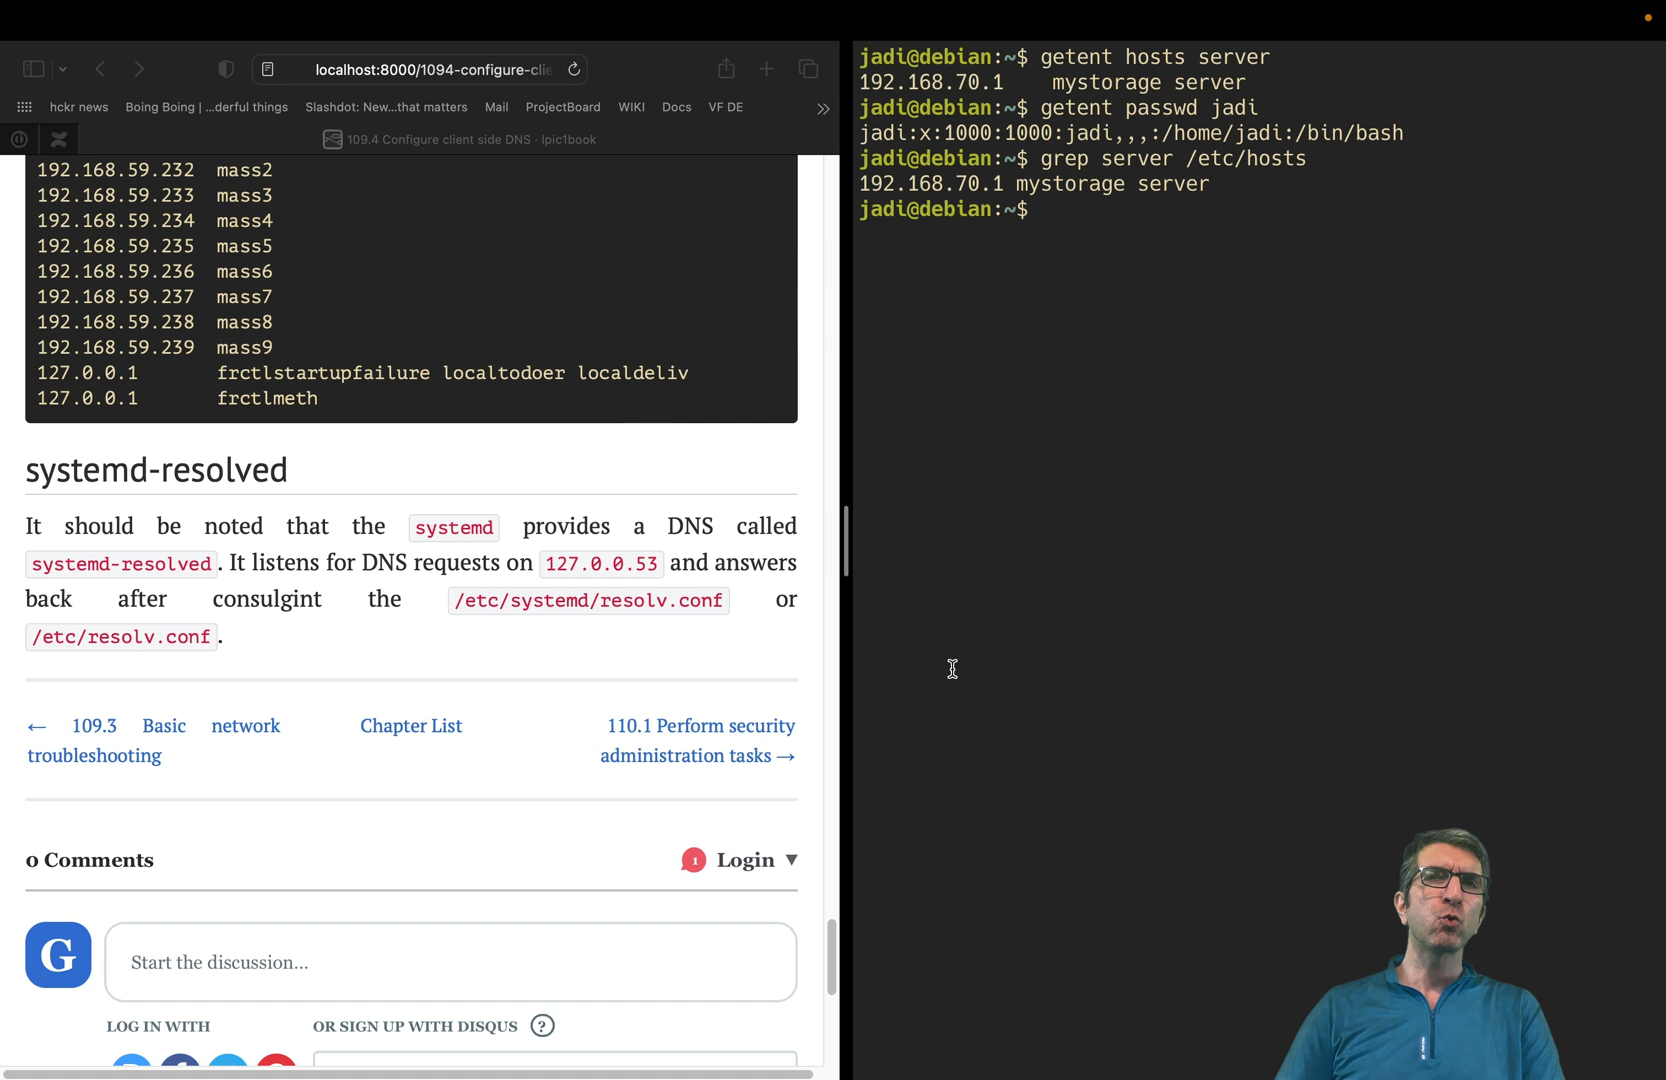 localhost:8000/1094-configure-clie
hckr news Boing Boing | ...derful things Slashdot: New...that matters Mail ProjectBoard WIKI Docs VF DE
109.4 Configure client side DNS · lpic1book
192.168.59.232 mass2
192.168.59.233 mass3
192.168.59.234 mass4
192.168.59.235 mass5
192.168.59.236 mass6
192.168.59.237 mass7
192.168.59.238 mass8
192.168.59.239 mass9
127.0.0.1 frctlstartupfailure localtodoer localdeliv
127.0.0.1 frctlmeth
systemd-resolved
It should be noted that the systemd provides a DNS called
systemd-resolved. It listens for DNS requests on 127.0.0.53 and answers
back after consulgint the /etc/systemd/resolv.conf or
/etc/resolv.conf.
← 109.3 Basic network
troubleshooting
Chapter List
110.1 Perform security
administration tasks →
0 Comments
1 Login ▼
G
Start the discussion...
LOG IN WITH
OR SIGN UP WITH DISQUS ?
jadi@debian:~$ getent hosts server
192.168.70.1 mystorage server
jadi@debian:~$ getent passwd jadi
jadi:x:1000:1000:jadi,,,:/home/jadi:/bin/bash
jadi@debian:~$ grep server /etc/hosts
192.168.70.1 mystorage server
jadi@debian:~$